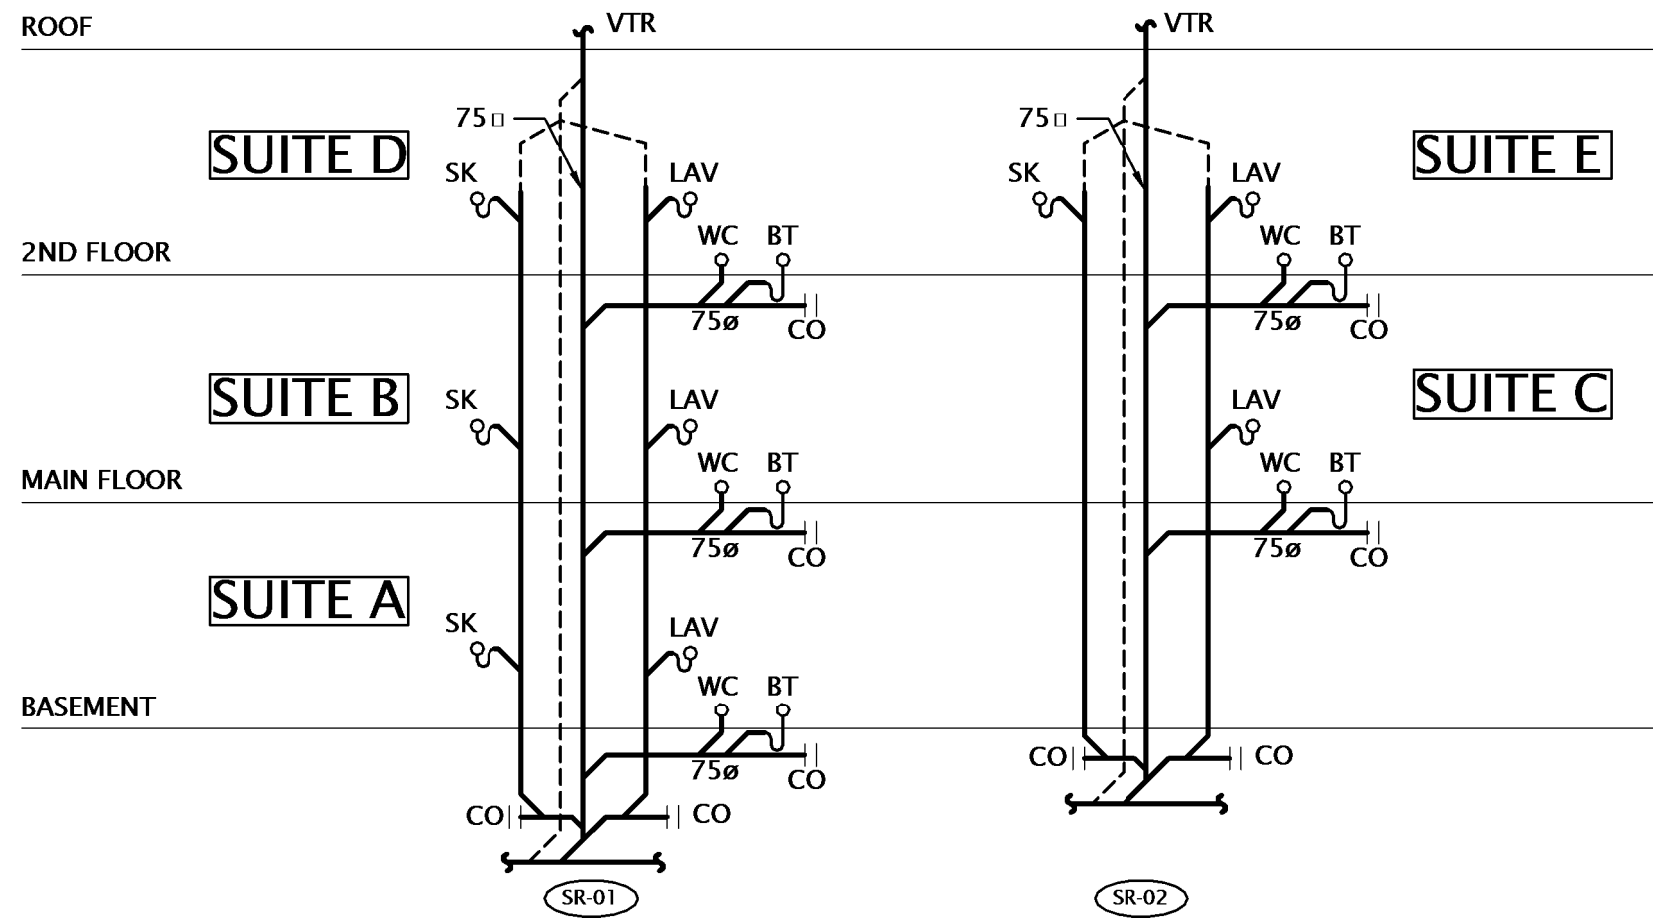 ROOF
VTR
VTR
75□
75□
SUITE D
SUITE E
SK
LAV
SK
LAV
WC
BT
WC
BT
2ND FLOOR
75ø
CO
75ø
CO
SUITE B
SUITE C
SK
LAV
LAV
WC
BT
WC
BT
MAIN FLOOR
75ø
CO
75ø
CO
SUITE A
SK
LAV
WC
BT
BASEMENT
75ø
CO
CO
CO
CO
CO
SR-01
SR-02